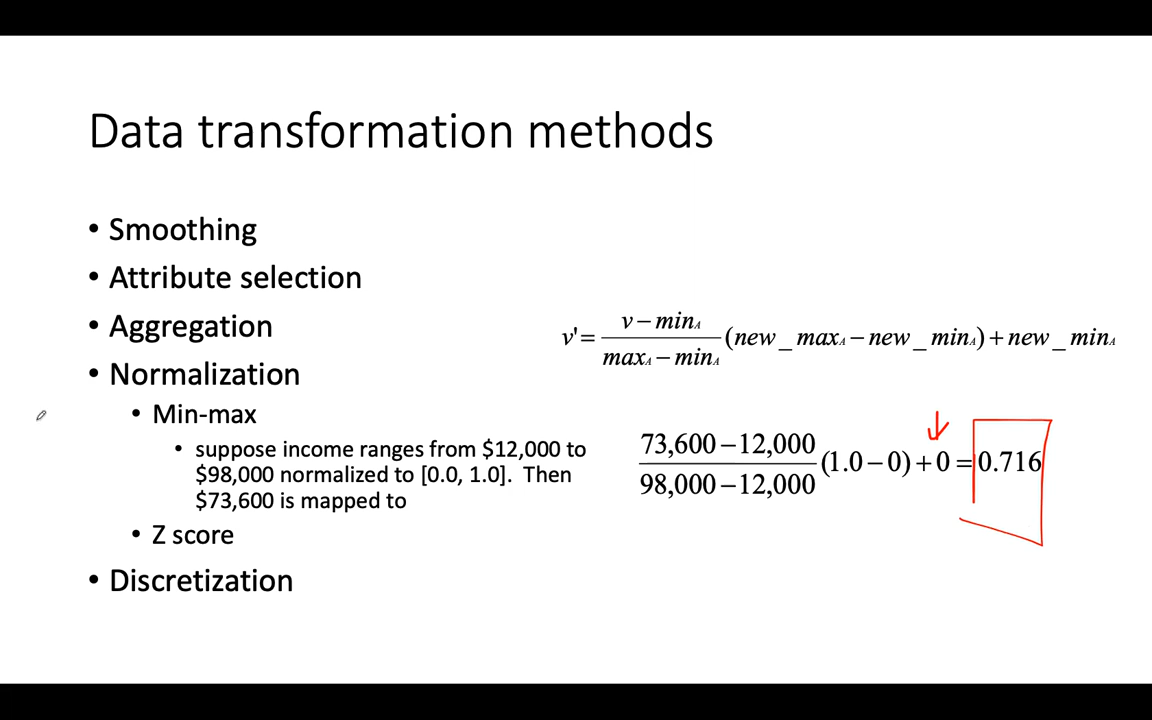 Data transformation methods
• Smoothing
• Attribute selection
• Aggregation
• Normalization
• Min-max
• suppose income ranges from $12,000 to
$98,000 normalized to [0.0, 1.0]. Then
$73,600 is mapped to
• Z score
• Discretization
v'= v – minA / maxA – minA (new_maxA – new_minA) + new_minA
73,600 – 12,000 / 98,000 – 12,000 (1.0 – 0) + 0 = 0.716